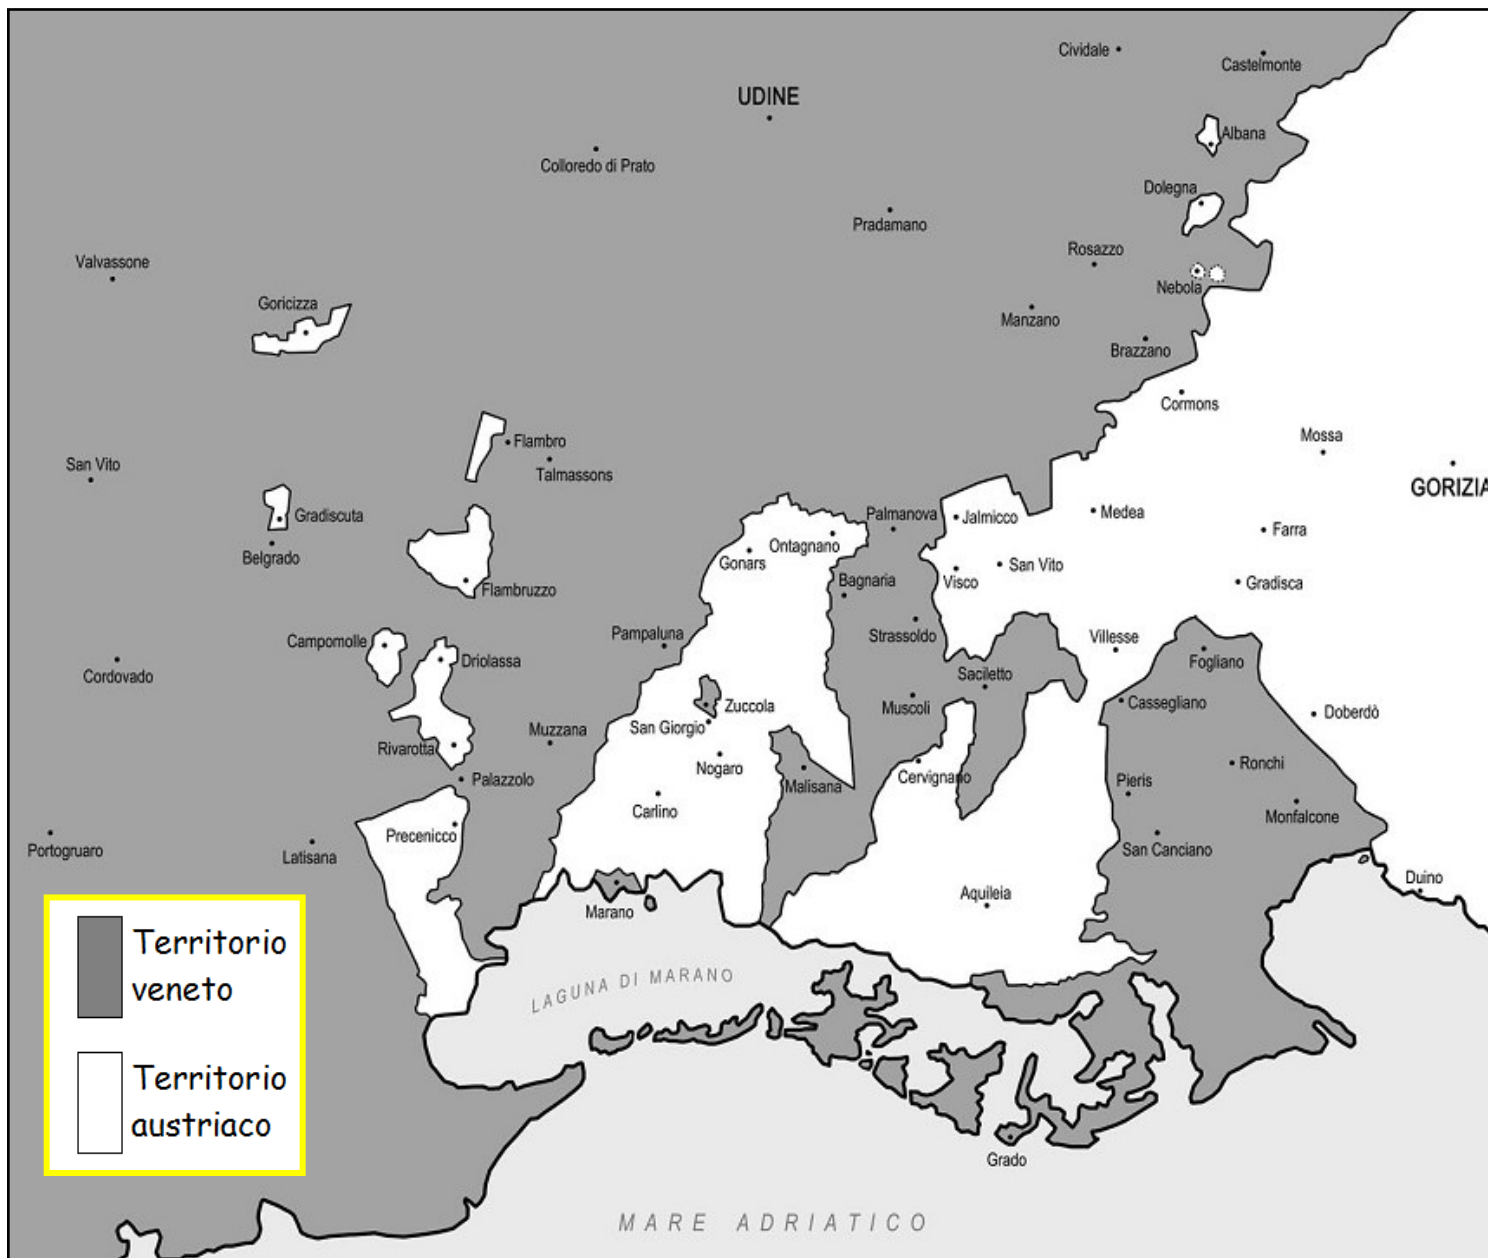 Cividale
Castelmonte
UDINE
Albana
Colloredo di Prato
Dolegna
Pradamano
Rosazzo
Valvassone
Nebola
Goricizza
Manzano
Brazzano
Cormons
Mossa
Flambro
San Vito
Talmassons
GORIZIA
Gradiscuta
Palmanova
Jalmicco
Medea
Belgrado
Ontagnano
Farra
Gonars
San Vito
Bagnaria
Visco
Gradisca
Flambruzzo
Campomolle
Pampaluna
Strassoldo
Villesse
Driolassa
Fogliano
Cordovado
Saciletto
Zuccola
Muscoli
Cassegliano
Doberdò
San Giorgio
Muzzana
Rivarotta
Nogaro
Ronchi
Palazzolo
Cervignano
Pieris
Malisana
Carlino
Monfalcone
Precenicco
Portogruaro
Latisana
San Canciano
Duino
Aquileia
Marano
LAGUNA DI MARANO
Grado
MARE ADRIATICO
Territorio
veneto
Territorio
austriaco